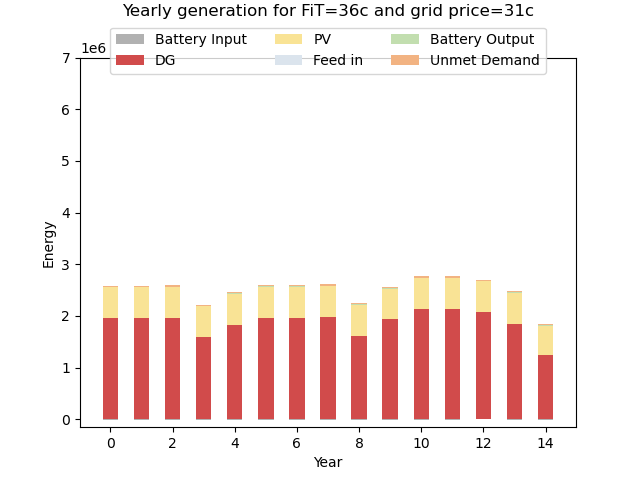 Yearly generation for FiT=36c and grid price=31c
Battery Input PV Battery Output
DG Feed in Unmet Demand
1e6
7
6
5
4
3
2
1
0
Energy
0 2 4 6 8 10 12 14
Year